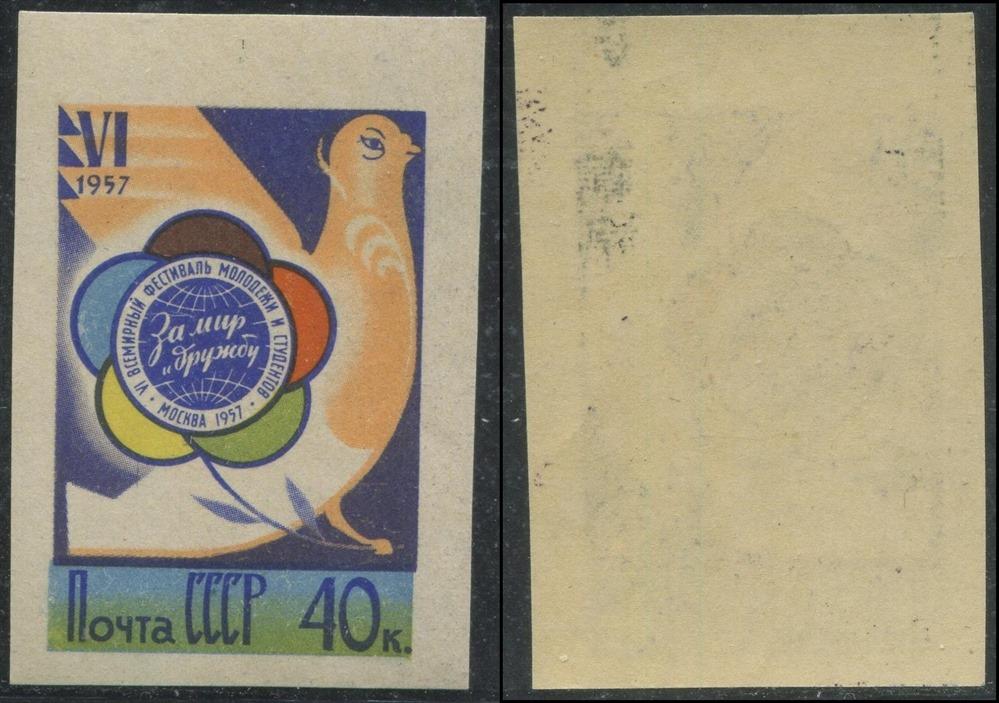 VI
1957
VI ВСЕМИРНЫЙ ФЕСТИВАЛЬ МОЛОДЕЖИ И СТУДЕНТОВ
• МОСКВА 1957 •
За мир
и дружбу
Почта СССР 40к.